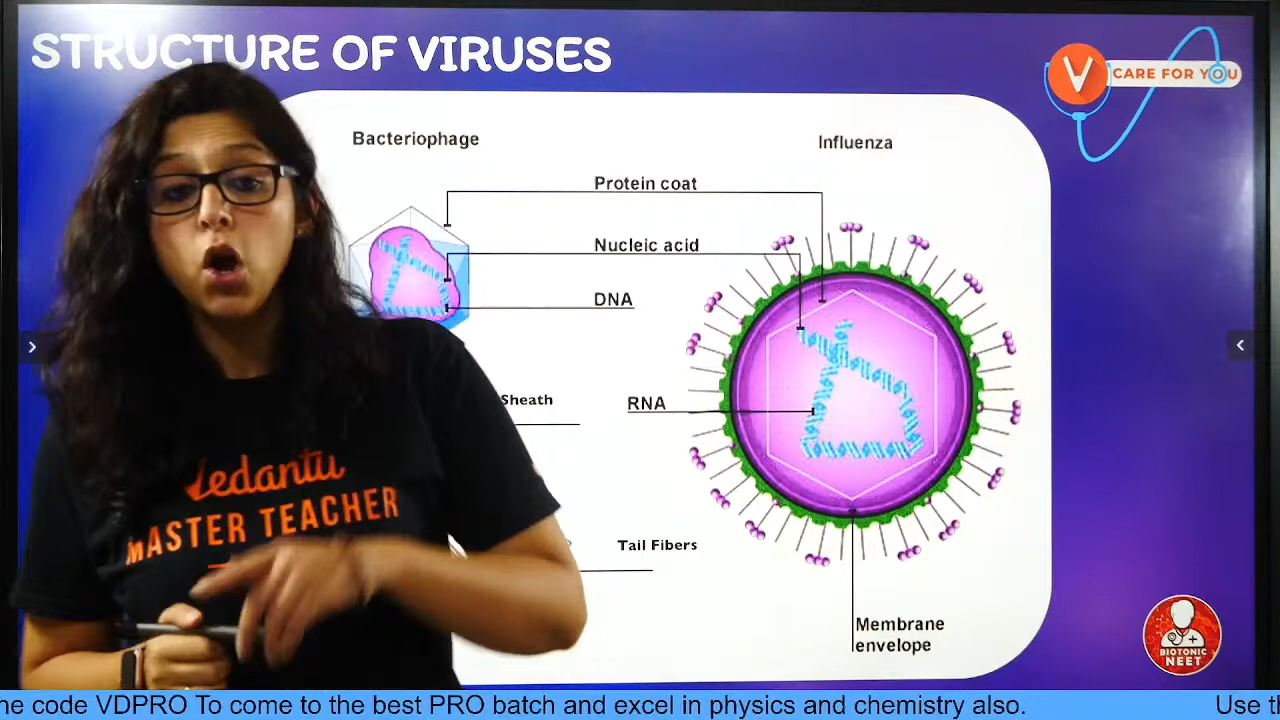 STRUCTURE OF VIRUSES
V
CARE FOR YOU
Bacteriophage
Influenza
Protein coat
Nucleic acid
DNA
Sheath
RNA
Tail Fibers
Membrane
envelope
Vedantu
MASTER TEACHER
BIOTONIC
NEET
code VDPRO To come to the best PRO batch and excel in physics and chemistry also.
Use